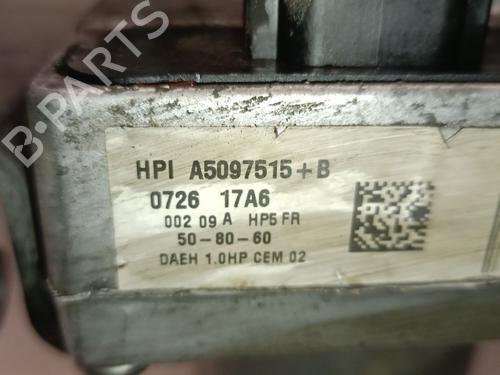 B-PARTS
HPI A5097515+B
0726 17A6
002 09 A HP5 FR
50-80-60
DAEH 1.0HP CEM 02